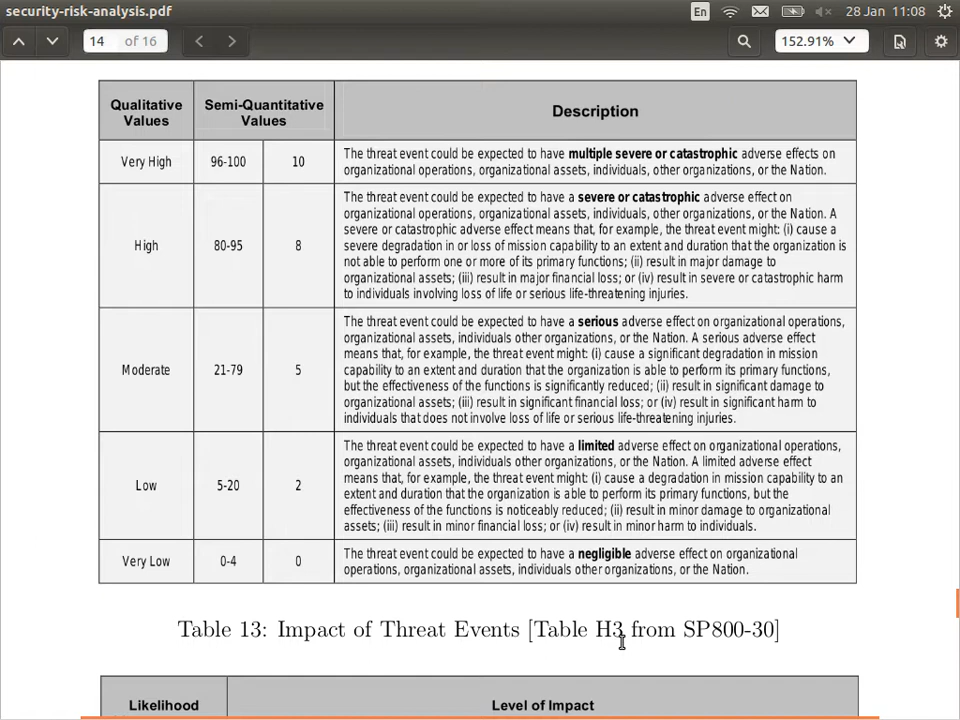 security-risk-analysis.pdf
En
28 Jan 11:08
14 of 16
152.91%
Qualitative Values
Semi-Quantitative Values
Description
Very High
96-100
10
The threat event could be expected to have multiple severe or catastrophic adverse effects on
organizational operations, organizational assets, individuals, other organizations, or the Nation.
High
80-95
8
The threat event could be expected to have a severe or catastrophic adverse effect on
organizational operations, organizational assets, individuals, other organizations, or the Nation. A
severe or catastrophic adverse effect means that, for example, the threat event might: (i) cause a
severe degradation in or loss of mission capability to an extent and duration that the organization is
not able to perform one or more of its primary functions; (ii) result in major damage to
organizational assets; (iii) result in major financial loss; or (iv) result in severe or catastrophic harm
to individuals involving loss of life or serious life-threatening injuries.
Moderate
21-79
5
The threat event could be expected to have a serious adverse effect on organizational operations,
organizational assets, individuals other organizations, or the Nation. A serious adverse effect
means that, for example, the threat event might: (i) cause a significant degradation in mission
capability to an extent and duration that the organization is able to perform its primary functions,
but the effectiveness of the functions is significantly reduced; (ii) result in significant damage to
organizational assets; (iii) result in significant financial loss; or (iv) result in significant harm to
individuals that does not involve loss of life or serious life-threatening injuries.
Low
5-20
2
The threat event could be expected to have a limited adverse effect on organizational operations,
organizational assets, individuals other organizations, or the Nation. A limited adverse effect
means that, for example, the threat event might: (i) cause a degradation in mission capability to an
extent and duration that the organization is able to perform its primary functions, but the
effectiveness of the functions is noticeably reduced; (ii) result in minor damage to organizational
assets; (iii) result in minor financial loss; or (iv) result in minor harm to individuals.
Very Low
0-4
0
The threat event could be expected to have a negligible adverse effect on organizational
operations, organizational assets, individuals other organizations, or the Nation.
Table 13: Impact of Threat Events [Table H3 from SP800-30]
Likelihood
Level of Impact